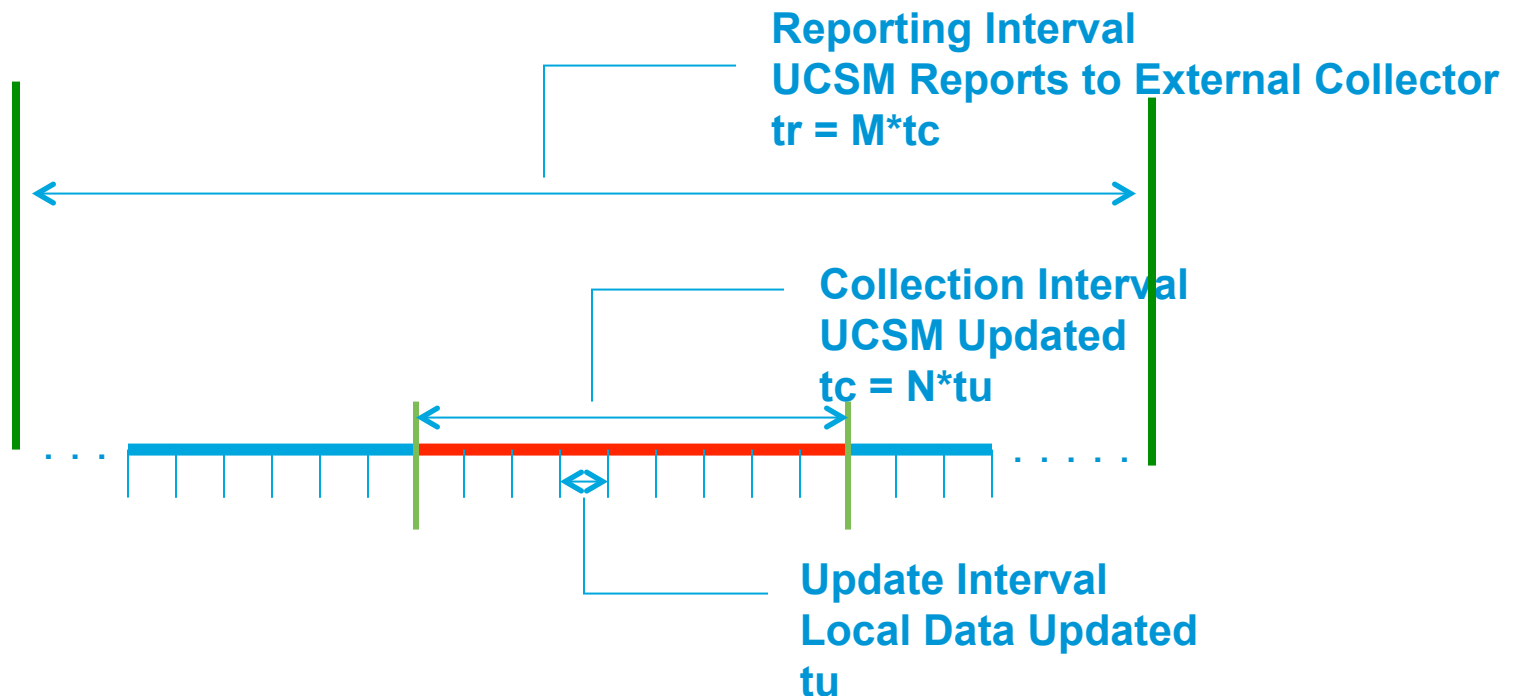 Reporting Interval
UCSM Reports to External Collector
tr = M*tc
Collection Interval
UCSM Updated
tc = N*tu
. . .
. . . . .
Update Interval
Local Data Updated
tu